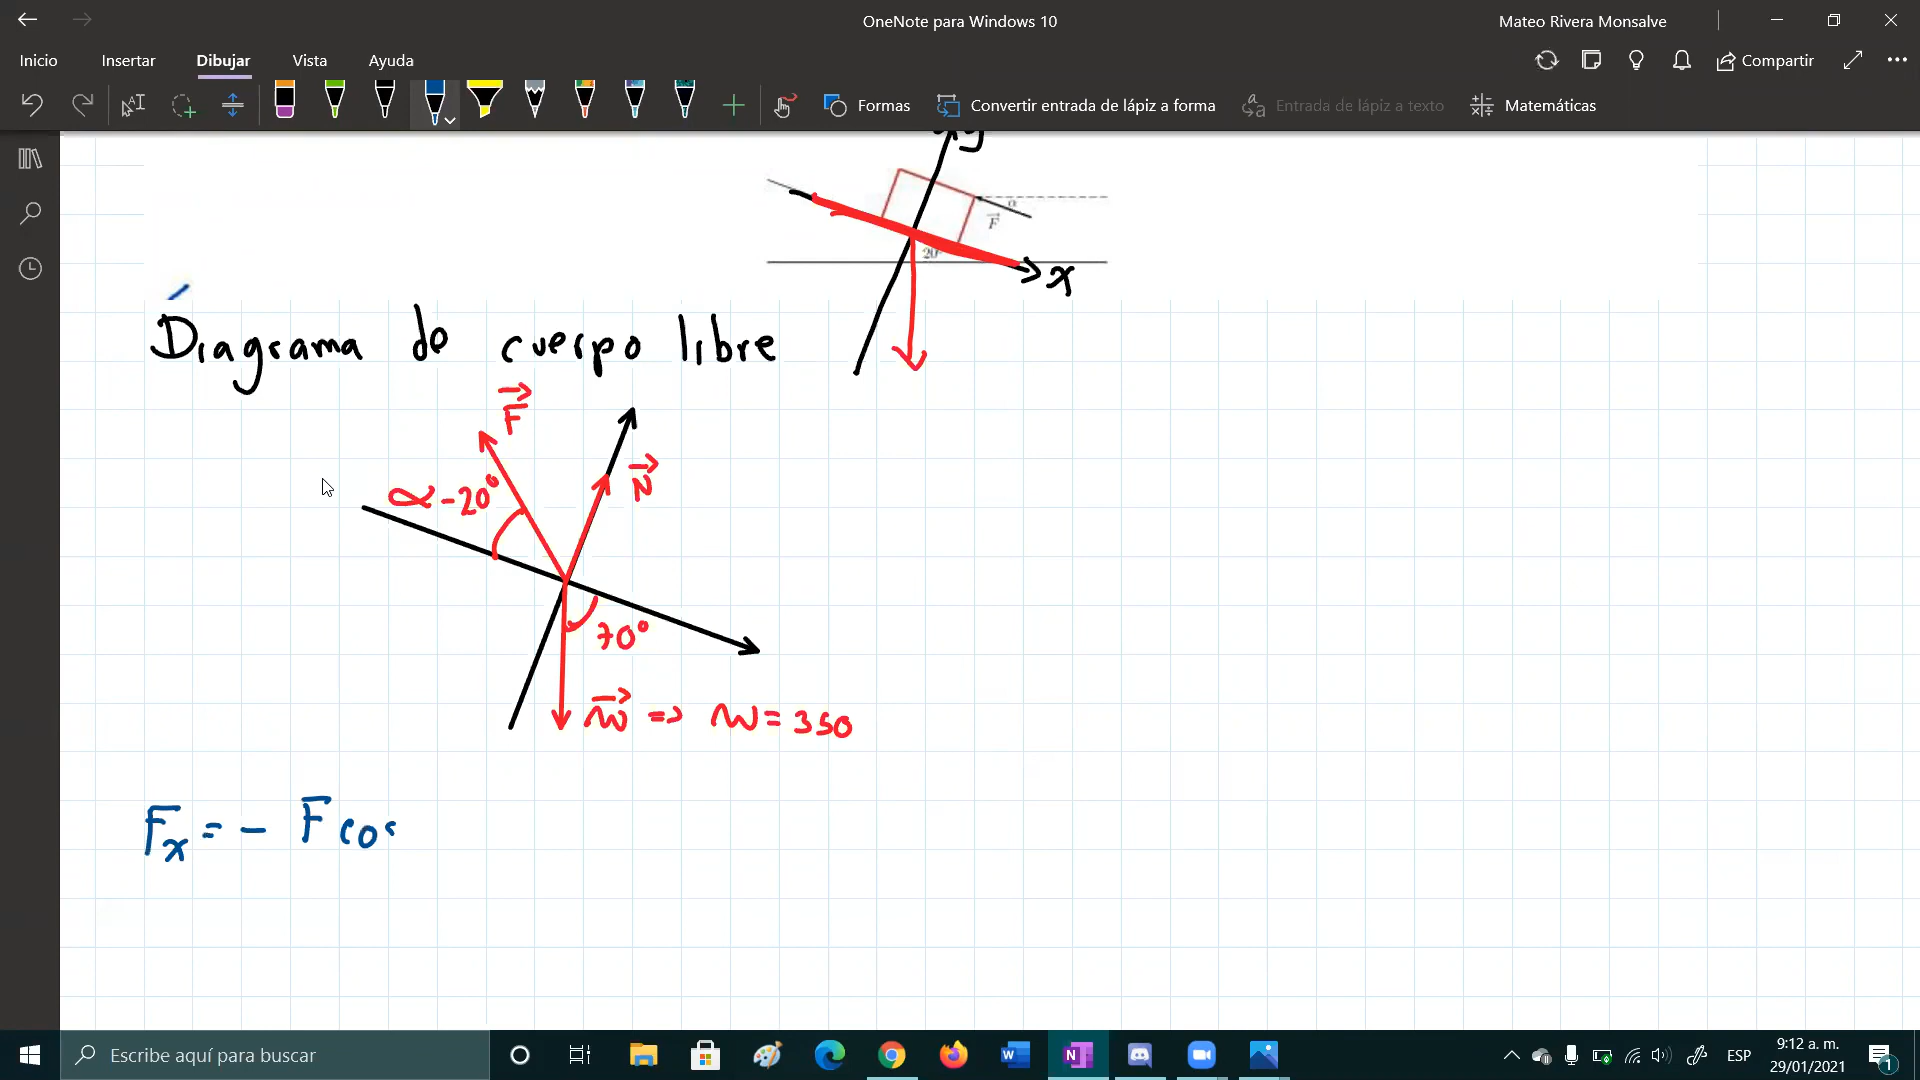 OneNote para Windows 10
Mateo Rivera Monsalve
Inicio Insertar Dibujar Vista Ayuda
Compartir
Formas Convertir entrada de lápiz a forma Entrada de lápiz a texto Matemáticas
y
α
F
20
x
Diagrama de cuerpo libre
F
N
α-20°
70°
w => w = 350
Fx = - F cos
Escribe aquí para buscar
ESP
9:12 a. m.
29/01/2021
1